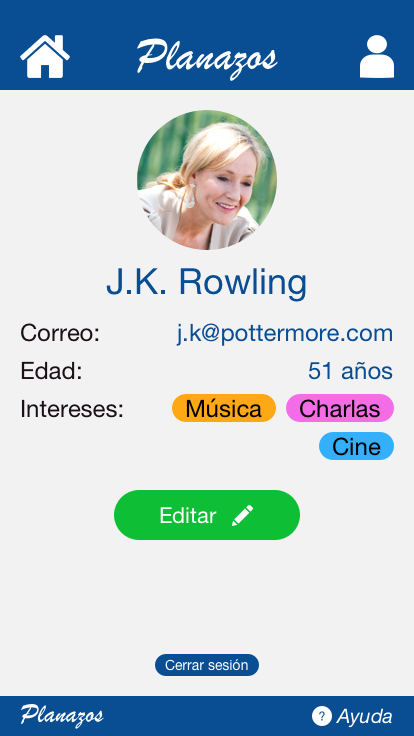 Planazos
J.K. Rowling
Correo: j.k@pottermore.com
Edad: 51 años
Intereses: Música Charlas
Cine
Editar
Cerrar sesión
Planazos ? Ayuda